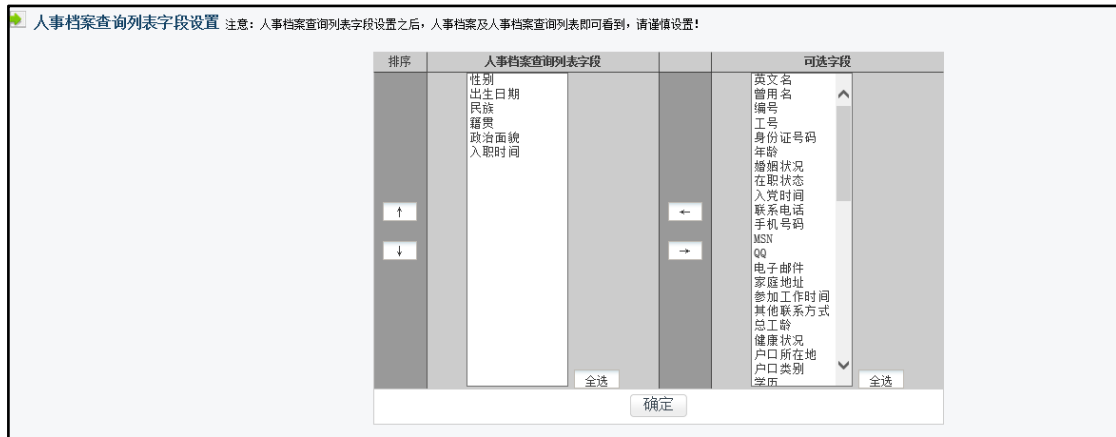 人事档案查询列表字段设置 注意：人事档案查询列表字段设置之后，人事档案及人事档案查询列表即可看到，请谨慎设置！
排序 人事档案查询列表字段 可选字段
性别
出生日期
民族
籍贯
政治面貌
入职时间
↑
↓
全选
←
→
英文名
曾用名
编号
工号
身份证号码
年龄
婚姻状况
在职状态
入党时间
联系电话
手机号码
MSN
QQ
电子邮件
家庭地址
参加工作时间
其他联系方式
总工龄
健康状况
户口所在地
户口类别
学历
全选
确定